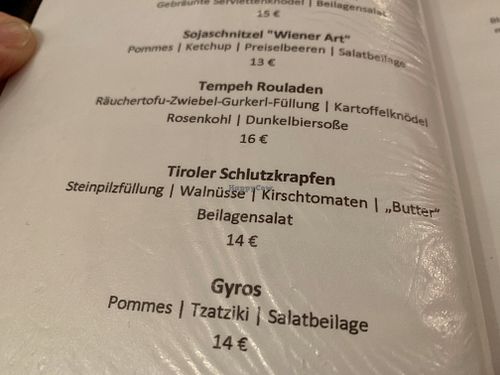 Gebräunte Serviettenknödel | Beilagensalat
15 €
Sojaschnitzel "Wiener Art"
Pommes | Ketchup | Preiselbeeren | Salatbeilage
13 €
Tempeh Rouladen
Räuchertofu-Zwiebel-Gurkerl-Füllung | Kartoffelknödel
Rosenkohl | Dunkelbiersoße
16 €
Tiroler Schlutzkrapfen
Steinpilzfüllung | Walnüsse | Kirschtomaten | „Butter“
Beilagensalat
14 €
Gyros
Pommes | Tzatziki | Salatbeilage
14 €